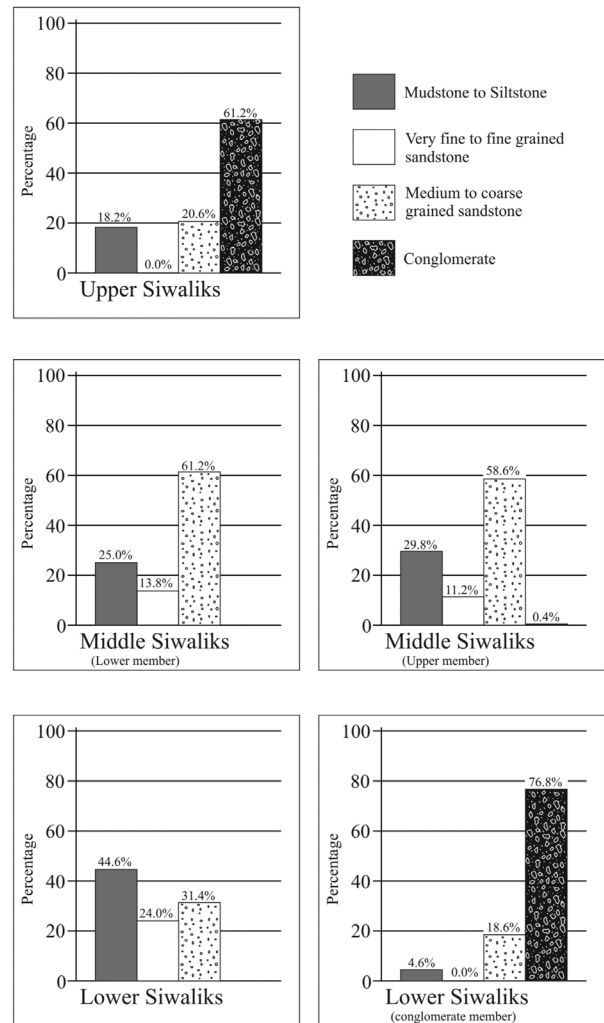 100
80
60
40
20
0
Percentage
18.2%
0.0%
20.6%
61.2%
Upper Siwaliks
Mudstone to Siltstone
Very fine to fine grained
sandstone
Medium to coarse
grained sandstone
Conglomerate
100
80
60
40
20
0
Percentage
25.0%
13.8%
61.2%
Middle Siwaliks
(Lower member)
100
80
60
40
20
0
Percentage
29.8%
11.2%
58.6%
0.4%
Middle Siwaliks
(Upper member)
100
80
60
40
20
0
Percentage
44.6%
24.0%
31.4%
Lower Siwaliks
100
80
60
40
20
0
Percentage
4.6%
0.0%
18.6%
76.8%
Lower Siwaliks
(conglomerate member)